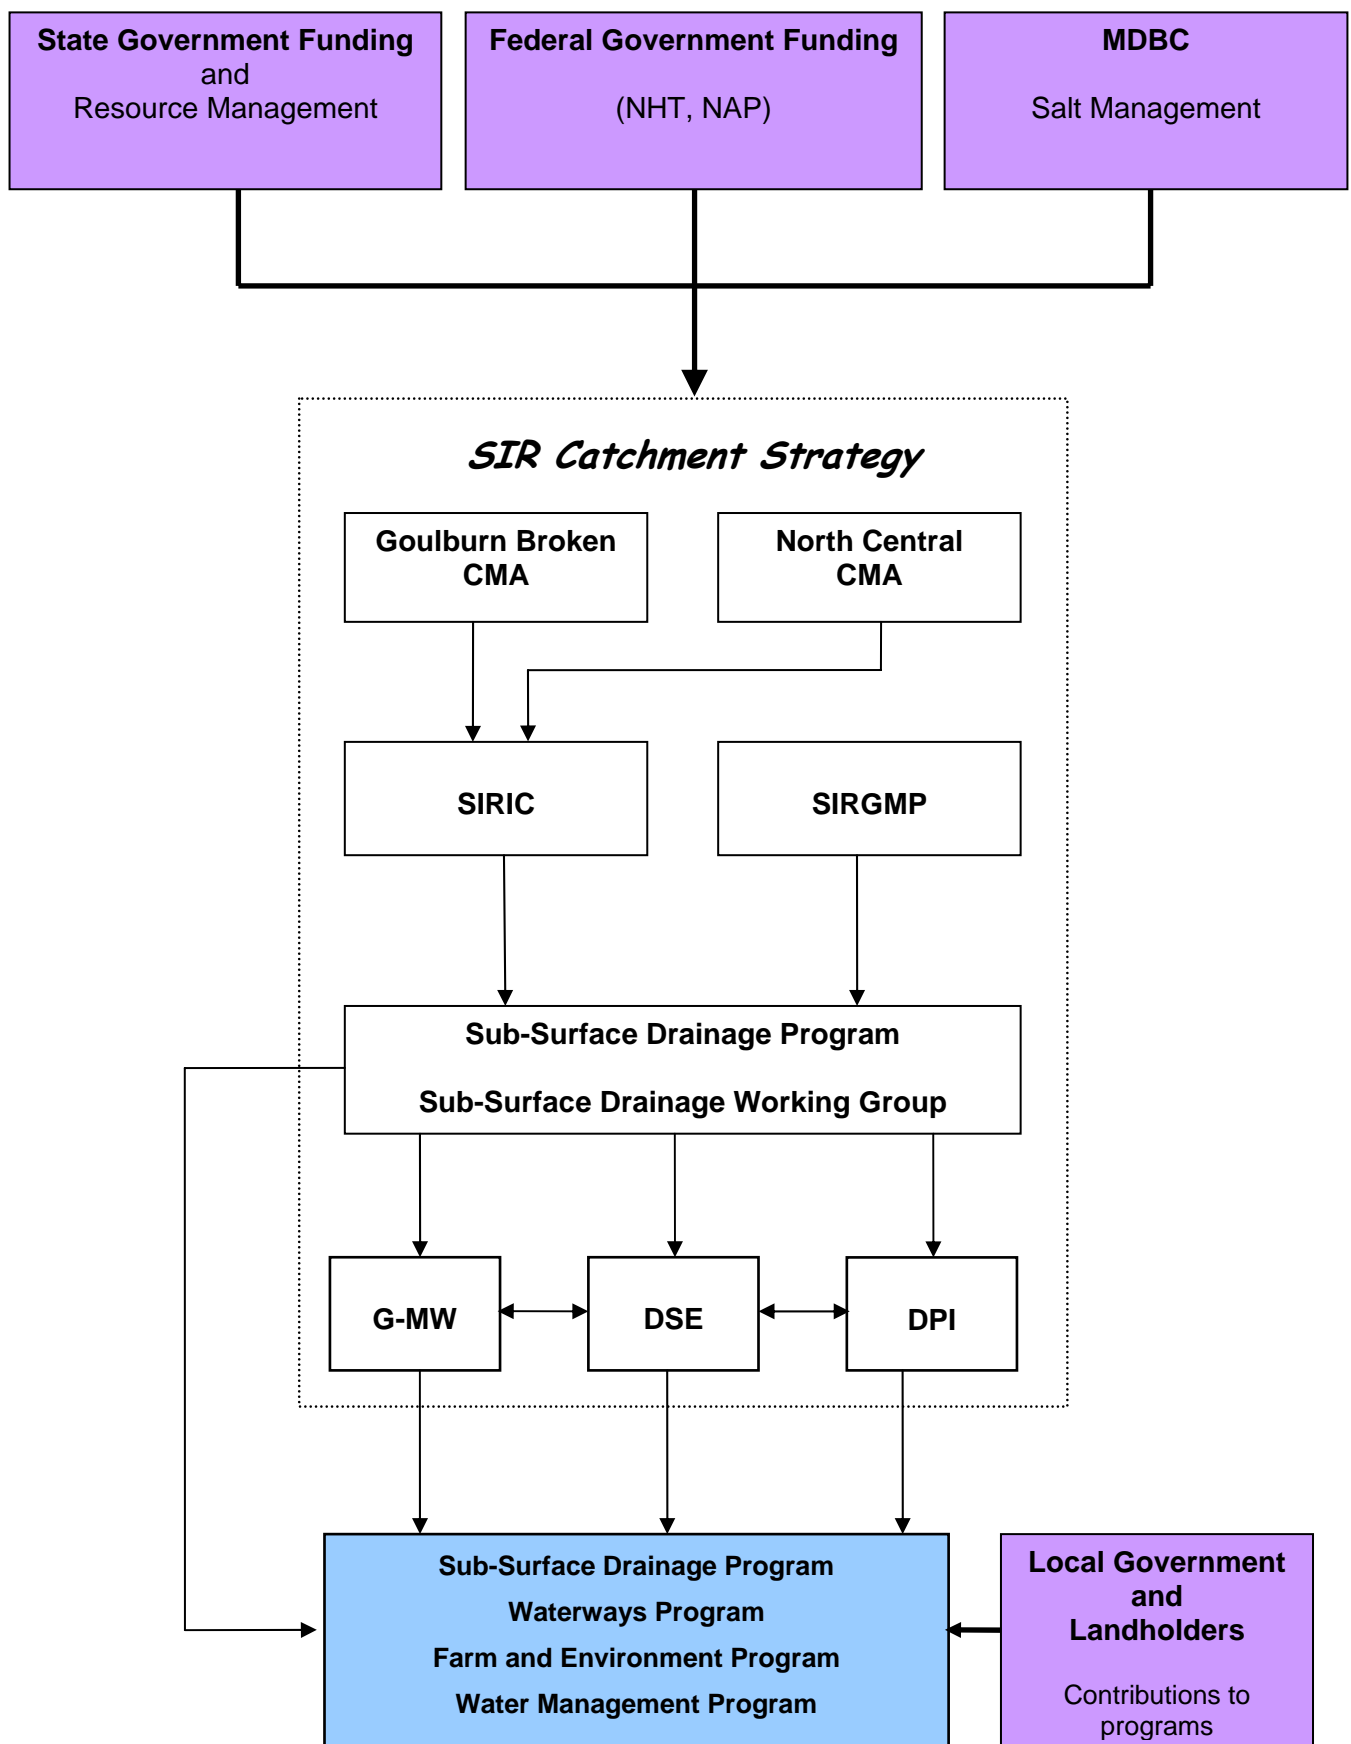 State Government Funding
and
Resource Management
Federal Government Funding
(NHT, NAP)
MDBC
Salt Management
SIR Catchment Strategy
Goulburn Broken
CMA
North Central
CMA
SIRIC
SIRGMP
Sub-Surface Drainage Program
Sub-Surface Drainage Working Group
G-MW
DSE
DPI
Sub-Surface Drainage Program
Waterways Program
Farm and Environment Program
Water Management Program
Local Government
and
Landholders
Contributions to
programs